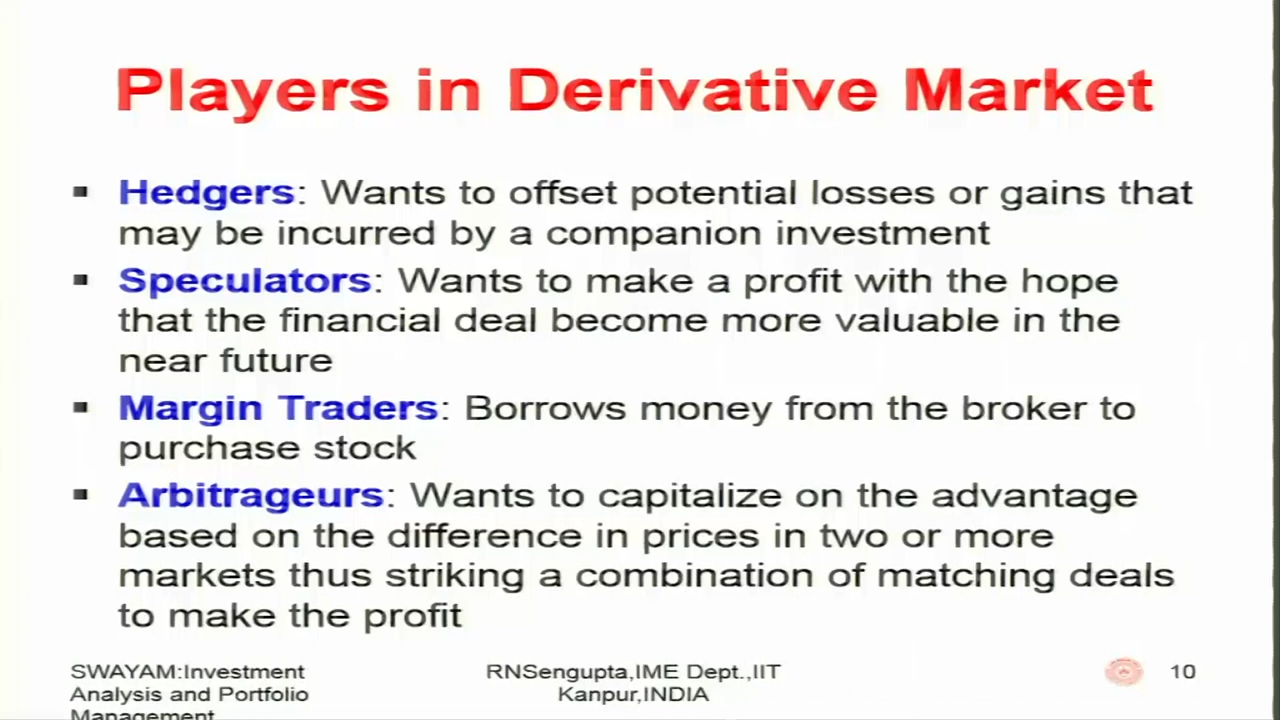 Players in Derivative Market
▪ Hedgers: Wants to offset potential losses or gains that
may be incurred by a companion investment
▪ Speculators: Wants to make a profit with the hope
that the financial deal become more valuable in the
near future
▪ Margin Traders: Borrows money from the broker to
purchase stock
▪ Arbitrageurs: Wants to capitalize on the advantage
based on the difference in prices in two or more
markets thus striking a combination of matching deals
to make the profit
SWAYAM:Investment
Analysis and Portfolio
Management
RNSengupta,IME Dept.,IIT
Kanpur,INDIA
10